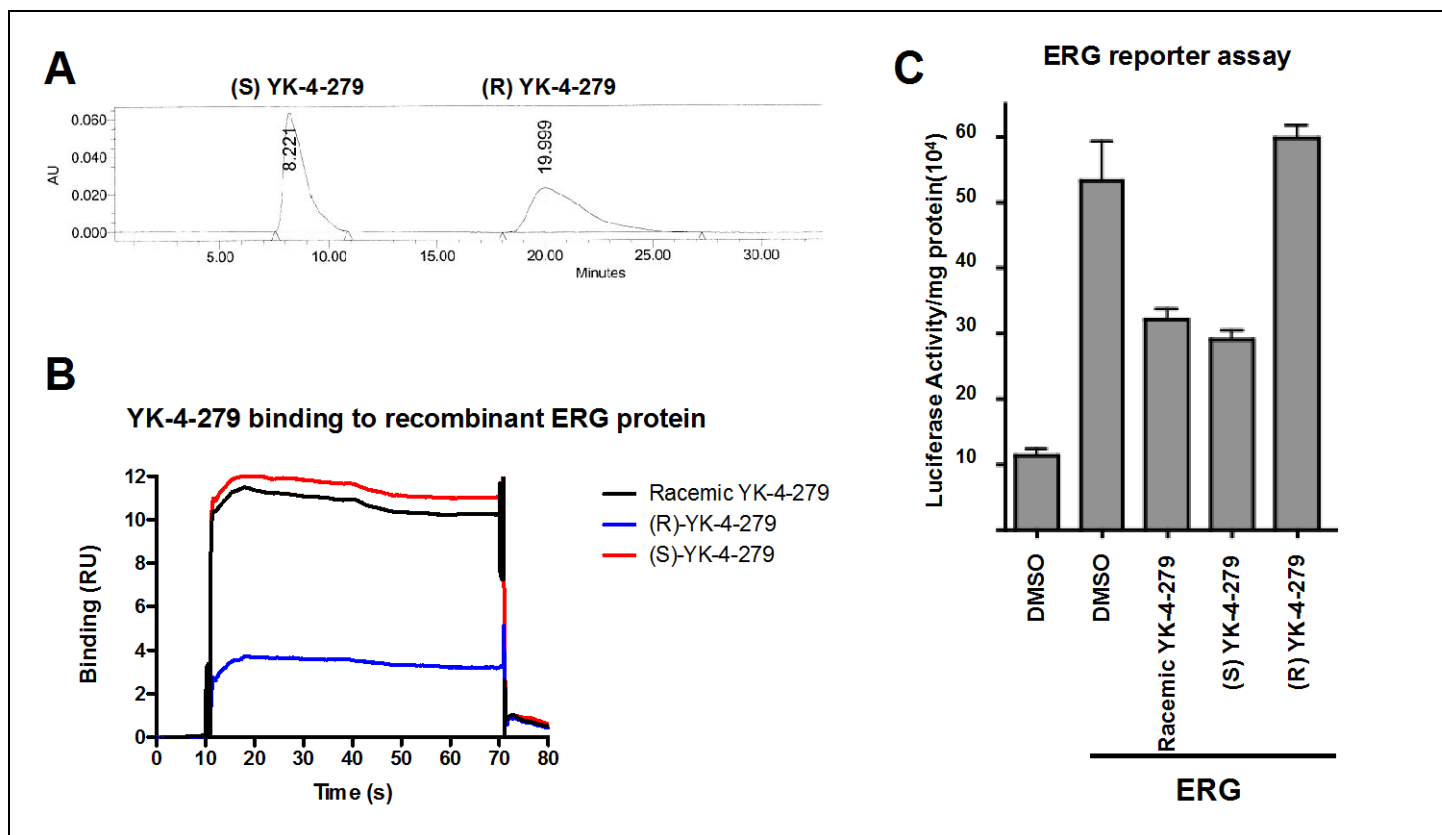 A
(S) YK-4-279
(R) YK-4-279
0.060
0.040
0.020
0.000
AU
8.221
19.999
5.00
10.00
15.00
20.00
25.00
30.00
Minutes
B
YK-4-279 binding to recombinant ERG protein
12
10
8
6
4
2
0
Binding (RU)
0
10
20
30
40
50
60
70
80
Time (s)
Racemic YK-4-279
(R)-YK-4-279
(S)-YK-4-279
C
ERG reporter assay
Luciferase Activity/mg protein(10⁴)
60
50
40
30
20
10
DMSO
DMSO
Racemic YK-4-279
(S) YK-4-279
(R) YK-4-279
ERG